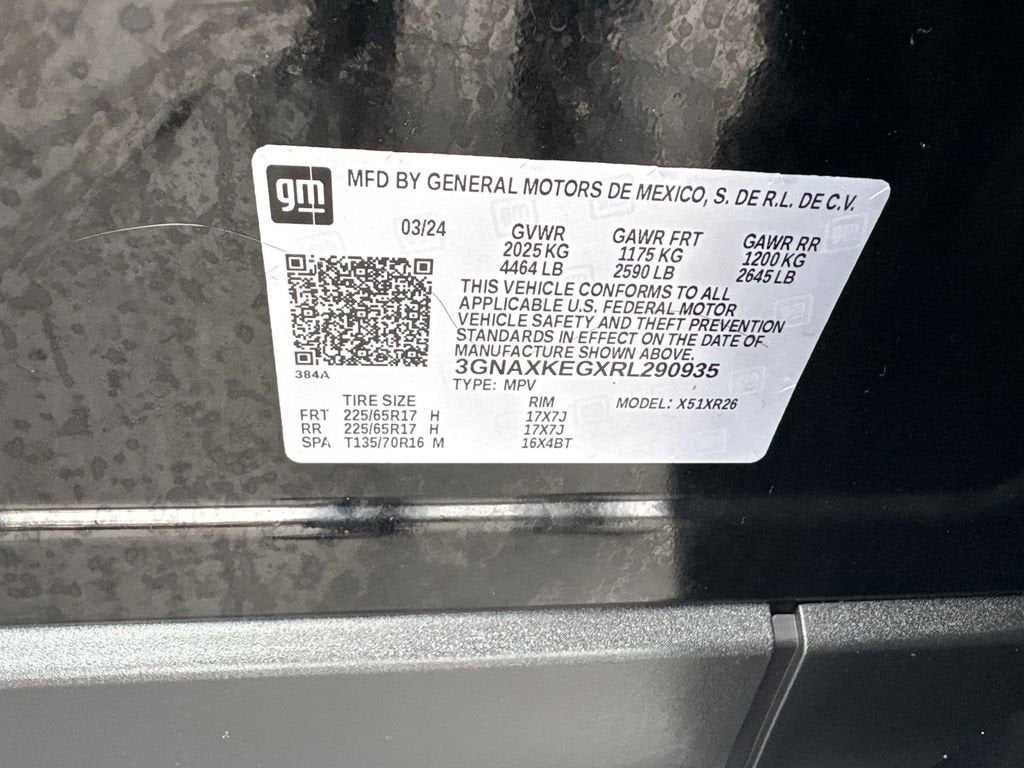 gm
MFD BY GENERAL MOTORS DE MEXICO, S. DE R.L. DE C.V.
03/24 GVWR GAWR FRT GAWR RR
2025 KG 1175 KG 1200 KG
4464 LB 2590 LB 2645 LB
THIS VEHICLE CONFORMS TO ALL
APPLICABLE U.S. FEDERAL MOTOR
VEHICLE SAFETY AND THEFT PREVENTION
STANDARDS IN EFFECT ON THE DATE OF
MANUFACTURE SHOWN ABOVE.
3GNAXKEGXRL290935
384A
TYPE: MPV MODEL: X51XR26
TIRE SIZE RIM
FRT 225/65R17 H 17X7J
RR 225/65R17 H 17X7J
SPA T135/70R16 M 16X4BT